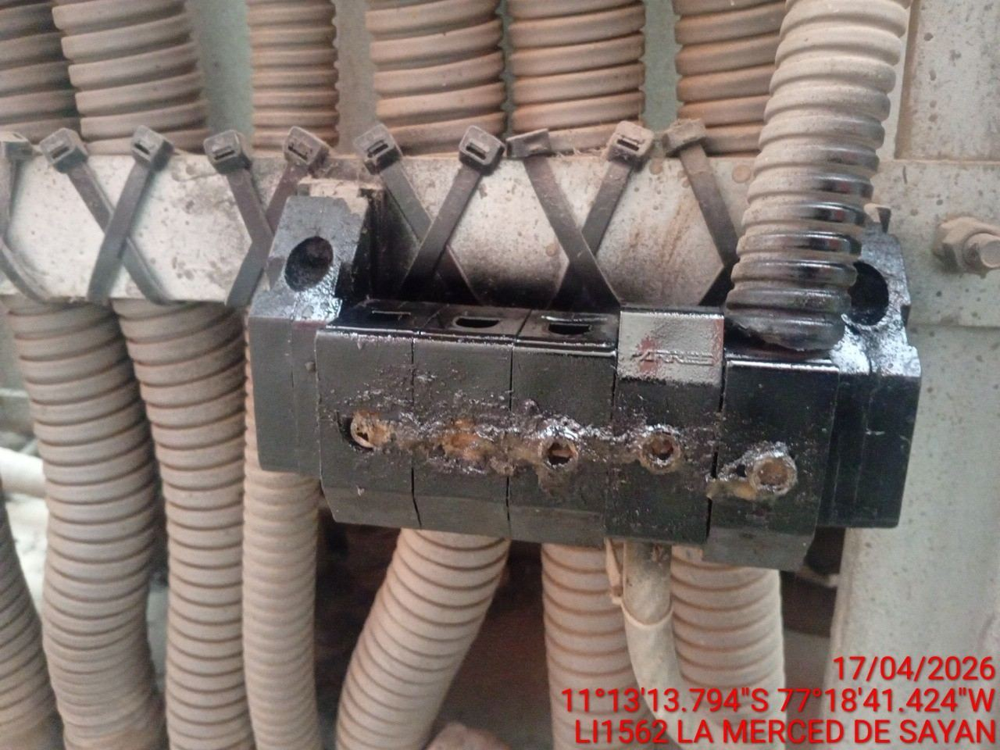 17/04/2026
11°13'13.794"S 77°18'41.424"W
LI1562 LA MERCED DE SAYAN